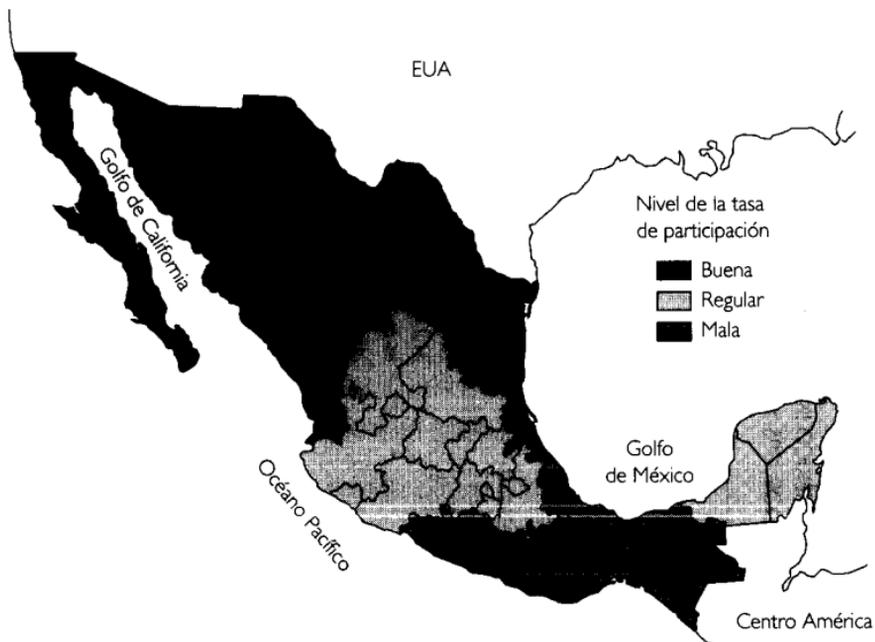 EUA
Golfo de California
Nivel de la tasa
de participación
Buena
Regular
Mala
Golfo
de México
Océano Pacífico
Centro América